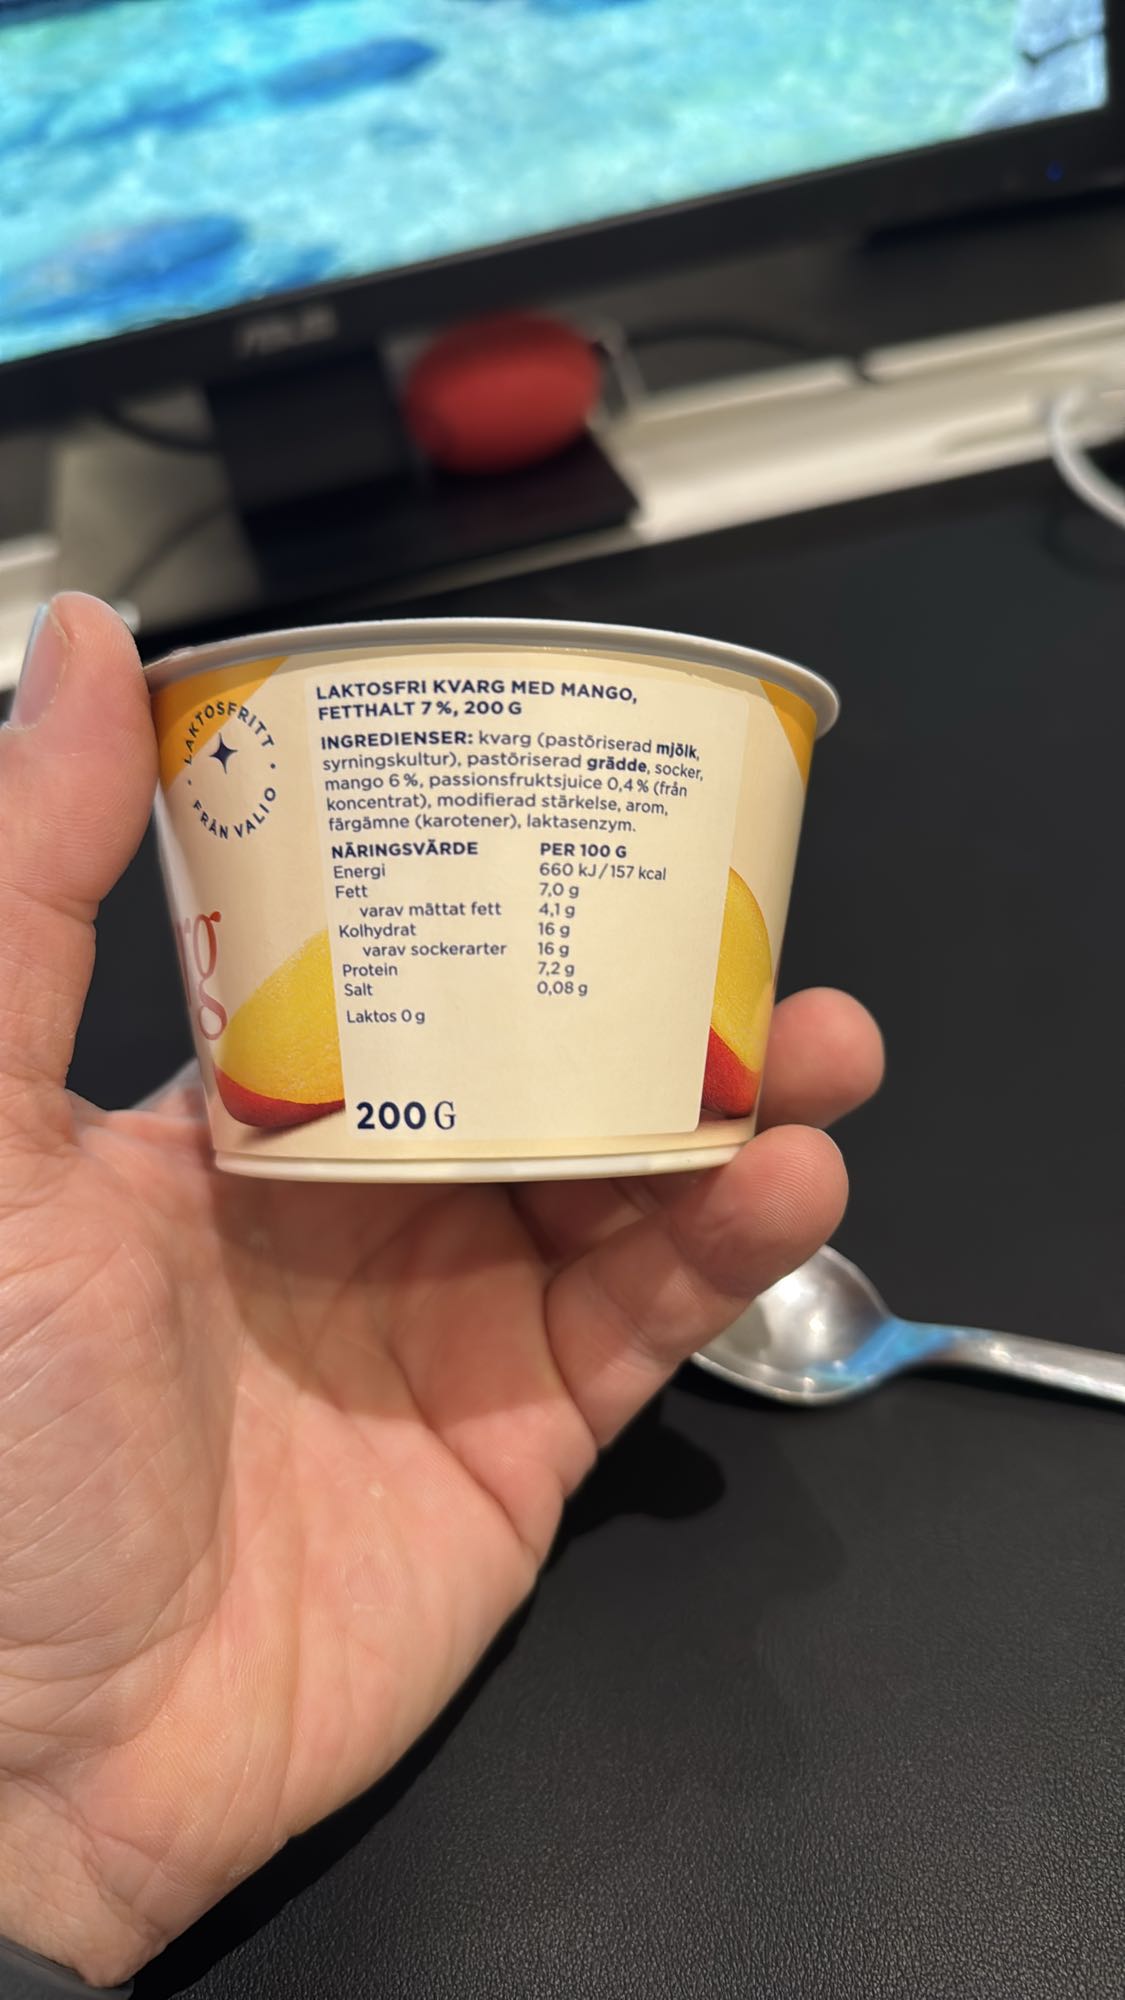 LAKTOSFRITT
FRÅN VALIO
rg
LAKTOSFRI KVARG MED MANGO,
FETTHALT 7%, 200 G
INGREDIENSER: kvarg (pastöriserad mjölk,
syrningskultur), pastöriserad grädde, socker,
mango 6%, passionsfruktsjuice 0,4% (från
koncentrat), modifierad stärkelse, arom,
färgämne (karotener), laktasenzym.
NÄRINGSVÄRDE PER 100 G
Energi 660 kJ/157 kcal
Fett 7,0 g
varav mättat fett 4,1 g
Kolhydrat 16 g
varav sockerarter 16 g
Protein 7,2 g
Salt 0,08 g
Laktos 0 g
200 G